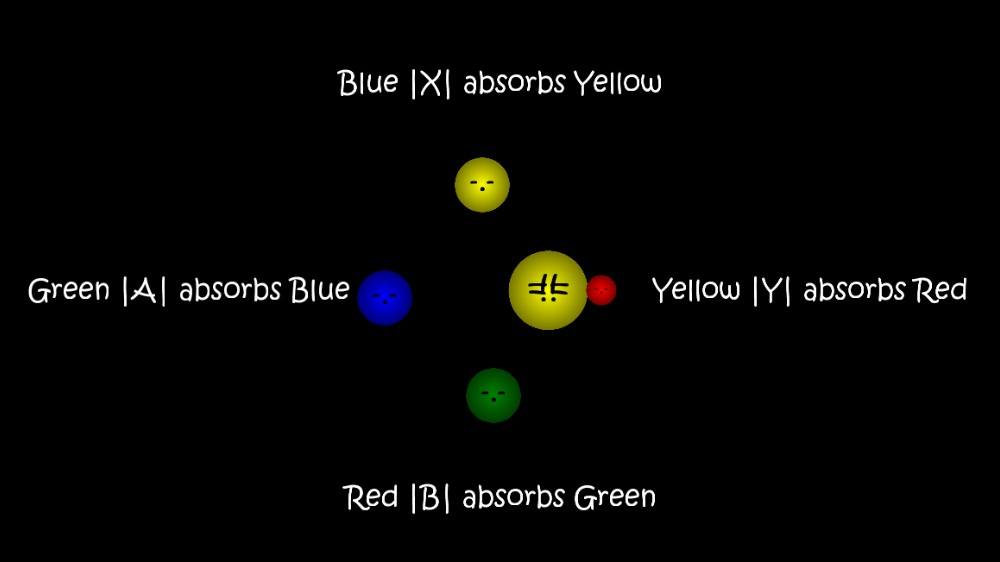 Blue |X| absorbs Yellow
Green |A| absorbs Blue
Yellow |Y| absorbs Red
Red |B| absorbs Green